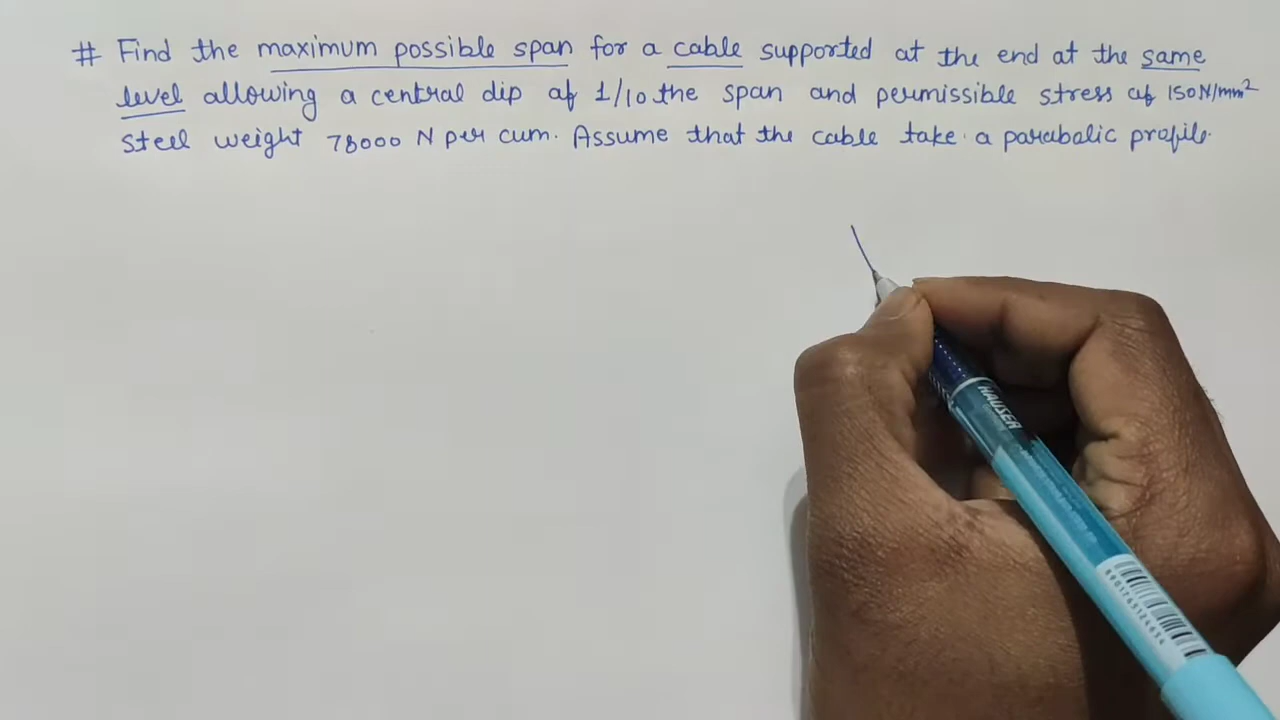 # Find the maximum possible span for a cable supported at the end at the same
level allowing a central dip of 1/10 the span and permissible stress of 150N/mm²
Steel weight 78000 N per cum. Assume that the cable take a parabolic profile.
HAUSER
8901765124654